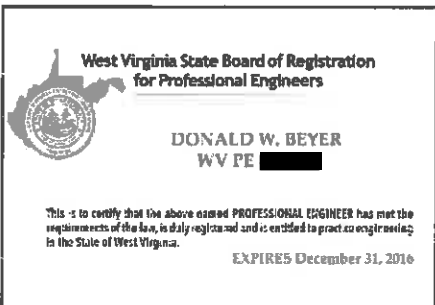 West Virginia State Board of Registration
for Professional Engineers
DONALD W. BEYER
WV PE
This is to certify that the above named PROFESSIONAL ENGINEER has met the
requirements of the law, is duly registered and is entitled to practice engineering
in the State of West Virginia.
EXPIRES December 31, 2016